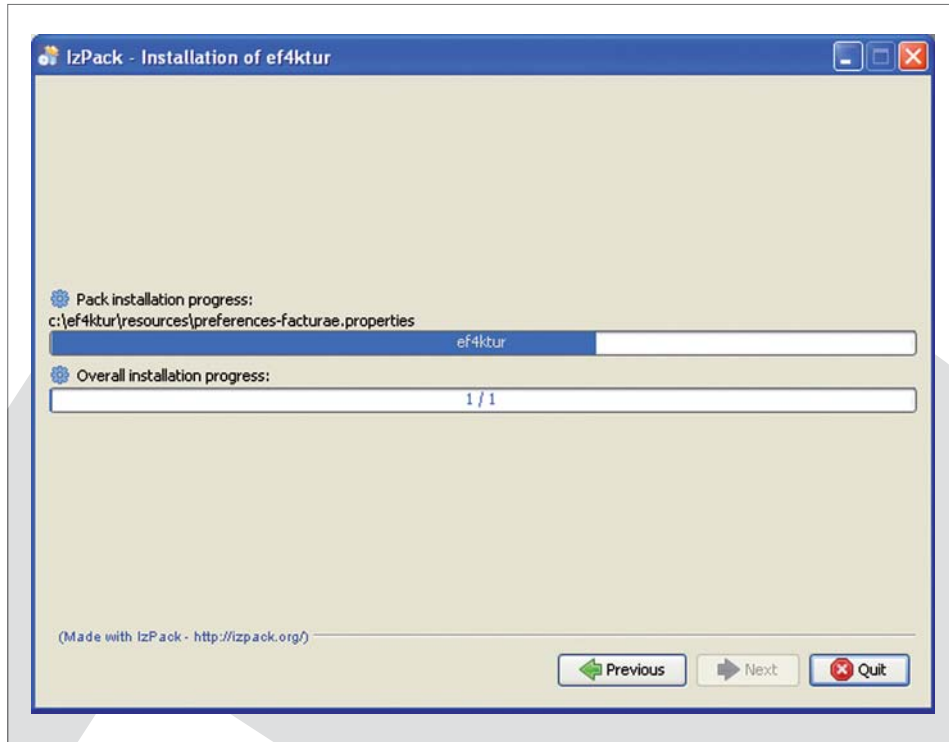 IzPack - Installation of ef4ktur
Pack installation progress:
c:\ef4ktur\resources\preferences-facturae.properties
ef4ktur
Overall installation progress:
1 / 1
(Made with IzPack - http://izpack.org/)
Previous Next Quit